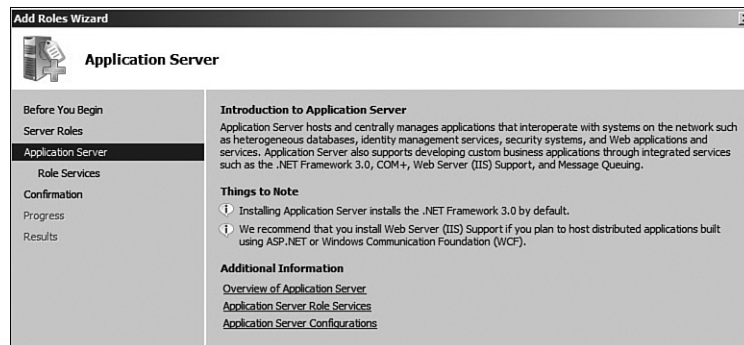 Add Roles Wizard
Application Server
Before You Begin
Server Roles
Application Server
Role Services
Confirmation
Progress
Results
Introduction to Application Server
Application Server hosts and centrally manages applications that interoperate with systems on the network such
as heterogeneous databases, identity management services, security systems, and Web applications and
services. Application Server also supports developing custom business applications through integrated services
such as the .NET Framework 3.0, COM+, Web Server (IIS) Support, and Message Queuing.
Things to Note
Installing Application Server installs the .NET Framework 3.0 by default.
We recommend that you install Web Server (IIS) Support if you plan to host distributed applications built
using ASP.NET or Windows Communication Foundation (WCF).
Additional Information
Overview of Application Server
Application Server Role Services
Application Server Configurations